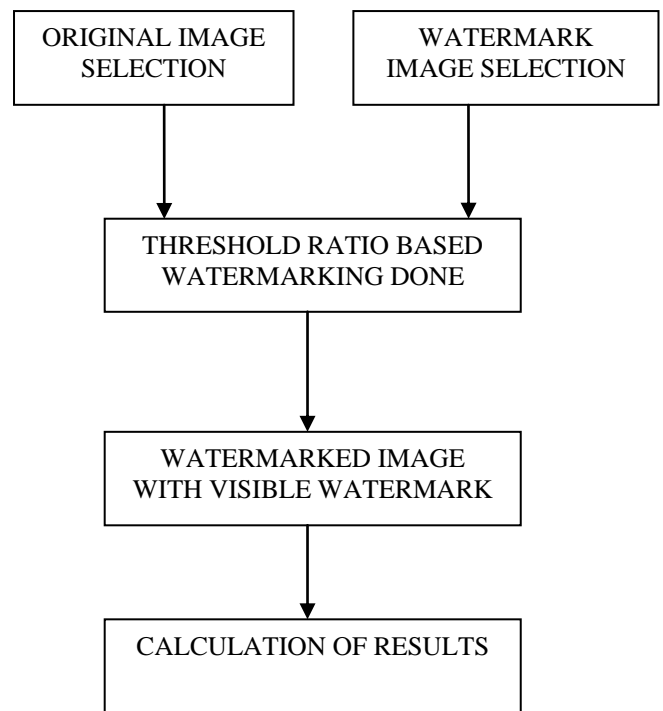 ORIGINAL IMAGE
SELECTION
WATERMARK
IMAGE SELECTION
THRESHOLD RATIO BASED
WATERMARKING DONE
WATERMARKED IMAGE
WITH VISIBLE WATERMARK
CALCULATION OF RESULTS